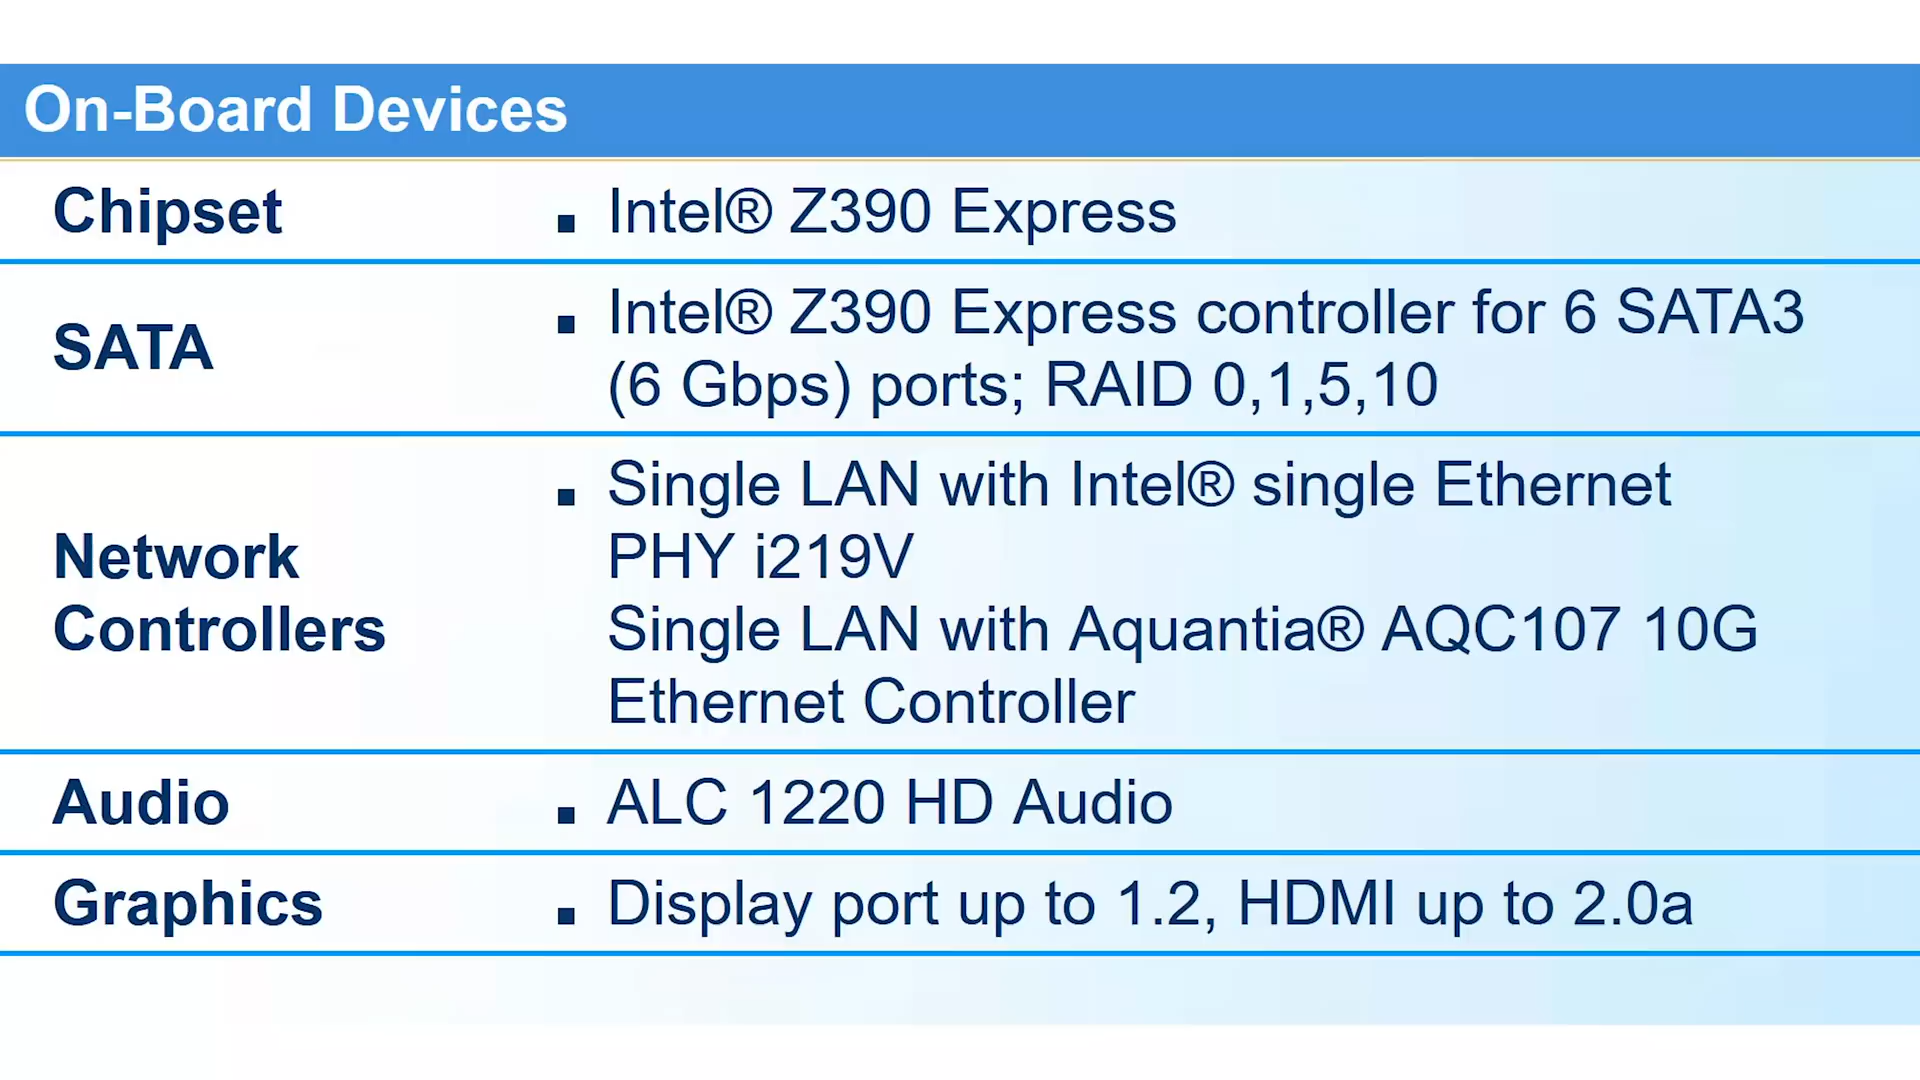 On-Board Devices
Chipset
▪ Intel® Z390 Express
SATA
▪ Intel® Z390 Express controller for 6 SATA3
(6 Gbps) ports; RAID 0,1,5,10
Network
Controllers
▪ Single LAN with Intel® single Ethernet
PHY i219V
Single LAN with Aquantia® AQC107 10G
Ethernet Controller
Audio
▪ ALC 1220 HD Audio
Graphics
▪ Display port up to 1.2, HDMI up to 2.0a